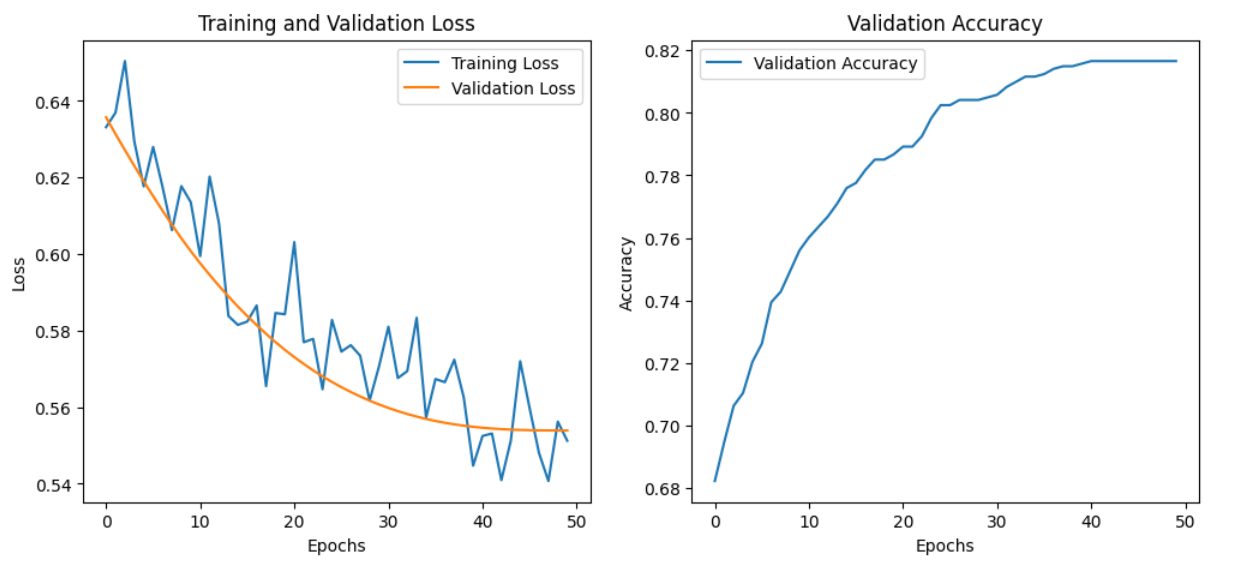 Training and Validation Loss
Training Loss
Validation Loss
0.64
0.62
0.60
0.58
0.56
0.54
Loss
0 10 20 30 40 50
Epochs
Validation Accuracy
Validation Accuracy
0.82
0.80
0.78
0.76
0.74
0.72
0.70
0.68
Accuracy
0 10 20 30 40 50
Epochs